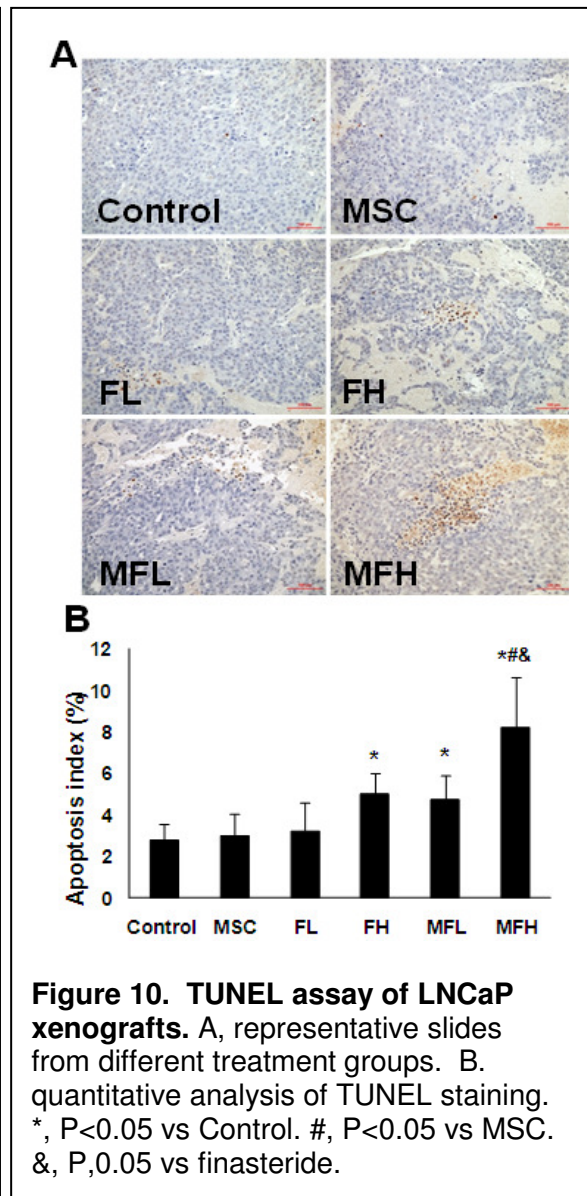 A
Control
MSC
FL
FH
MFL
MFH
B
12
10
8
6
4
2
0
Apoptosis index (%)
*
*
*#&
Control MSC FL FH MFL MFH
Figure 10. TUNEL assay of LNCaP
xenografts. A, representative slides
from different treatment groups. B.
quantitative analysis of TUNEL staining.
*, P<0.05 vs Control. #, P<0.05 vs MSC.
&, P,0.05 vs finasteride.